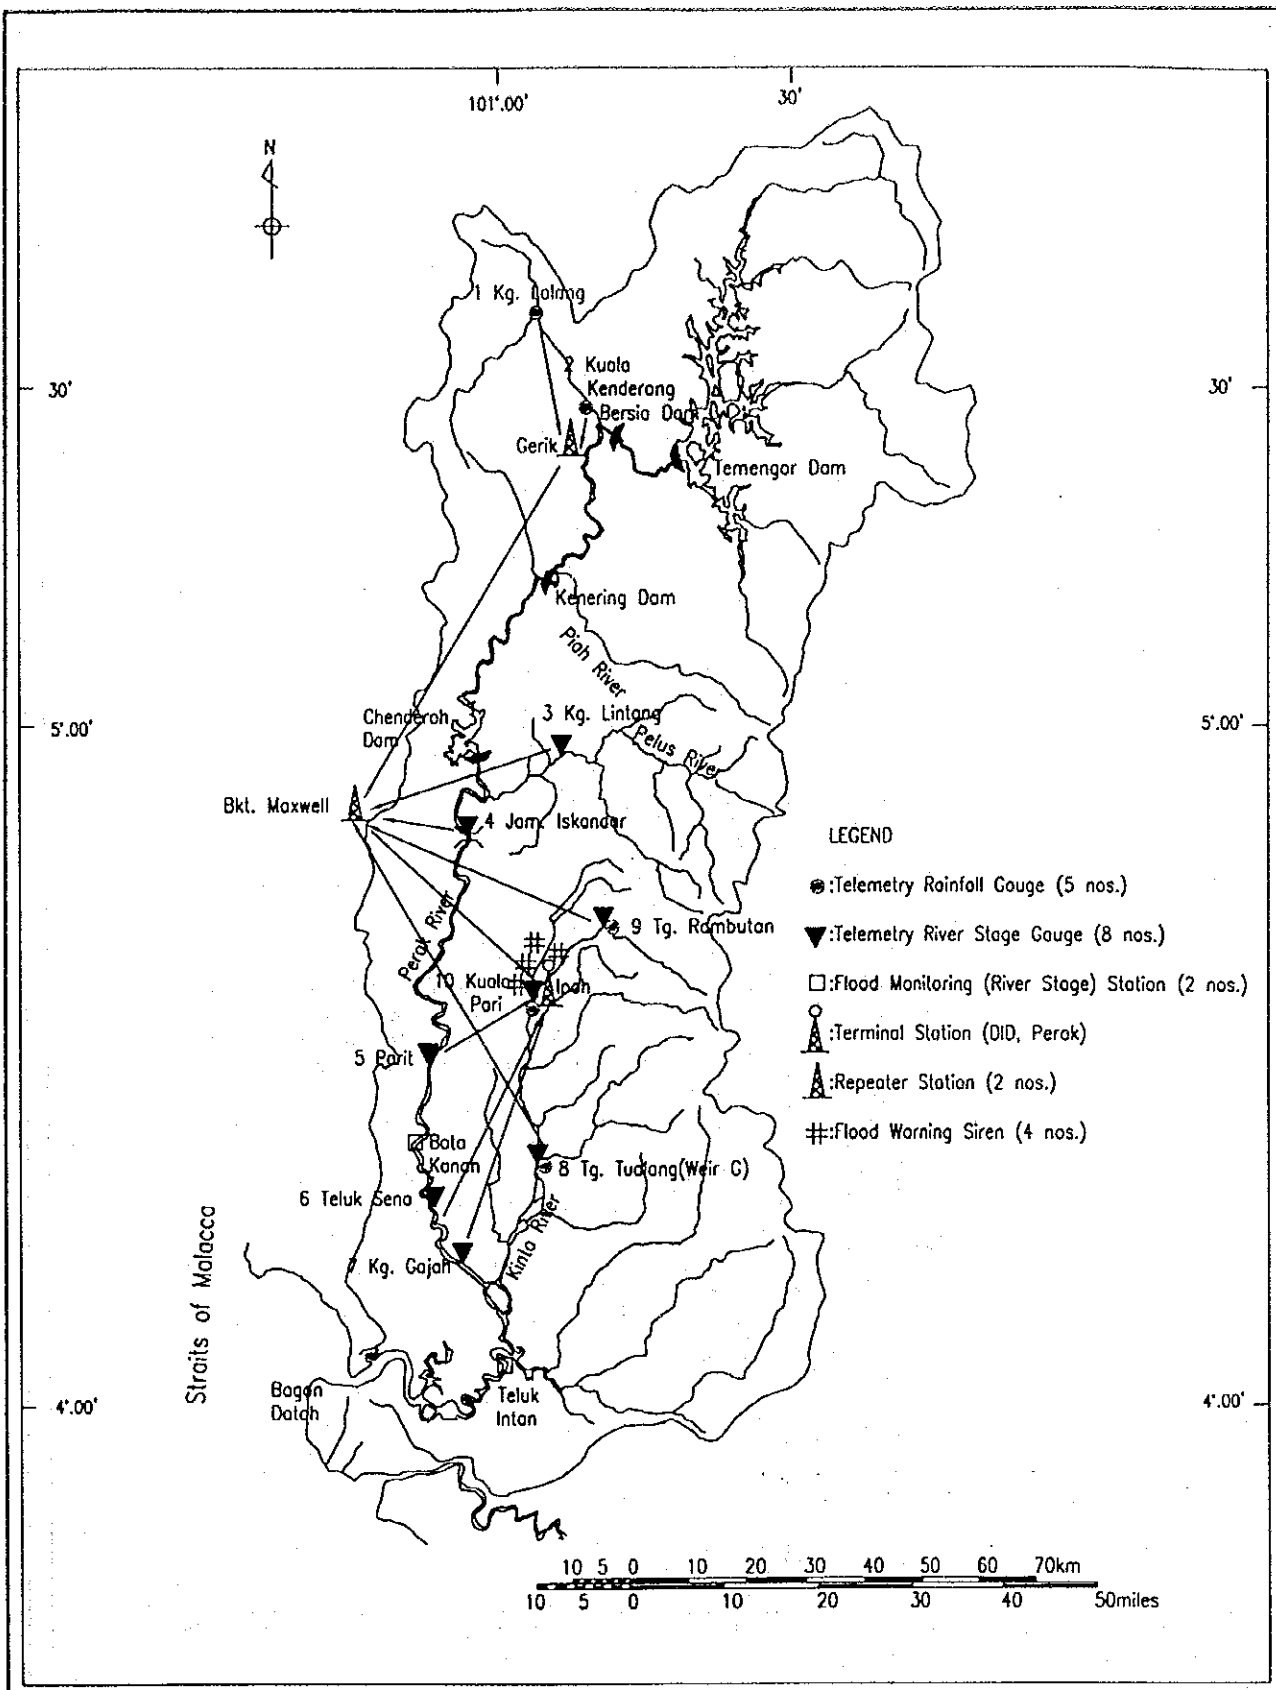 101°.00'
30'
N
1 Kg. Lalang
2 Kuala
Kenderong
30'
30'
Bersia Dam
Gerik
Temengor Dam
Kenering Dam
Piah River
Chenderoh
Dam
3 Kg. Lintang
5°.00'
5°.00'
Pelus River
Bkt. Maxwell
4 Jam. Iskandar
LEGEND
:Telemetry Rainfall Gauge (5 nos.)
Perak River
9 Tg. Rambutan
:Telemetry River Stage Gauge (8 nos.)
10 Kuala
Pari
Ipoh
:Flood Monitoring (River Stage) Station (2 nos.)
:Terminal Station (DID, Perak)
5 Parit
:Repeater Station (2 nos.)
:Flood Warning Siren (4 nos.)
Bota
Kanan
8 Tg. Tualang(Weir C)
6 Teluk Sena
Kinta River
7 Kg. Gajah
Straits of Malacca
Bagan
Datah
Teluk
Intan
4°.00'
4°.00'
10 5 0 10 20 30 40 50 60 70km
10 5 0 10 20 30 40 50miles